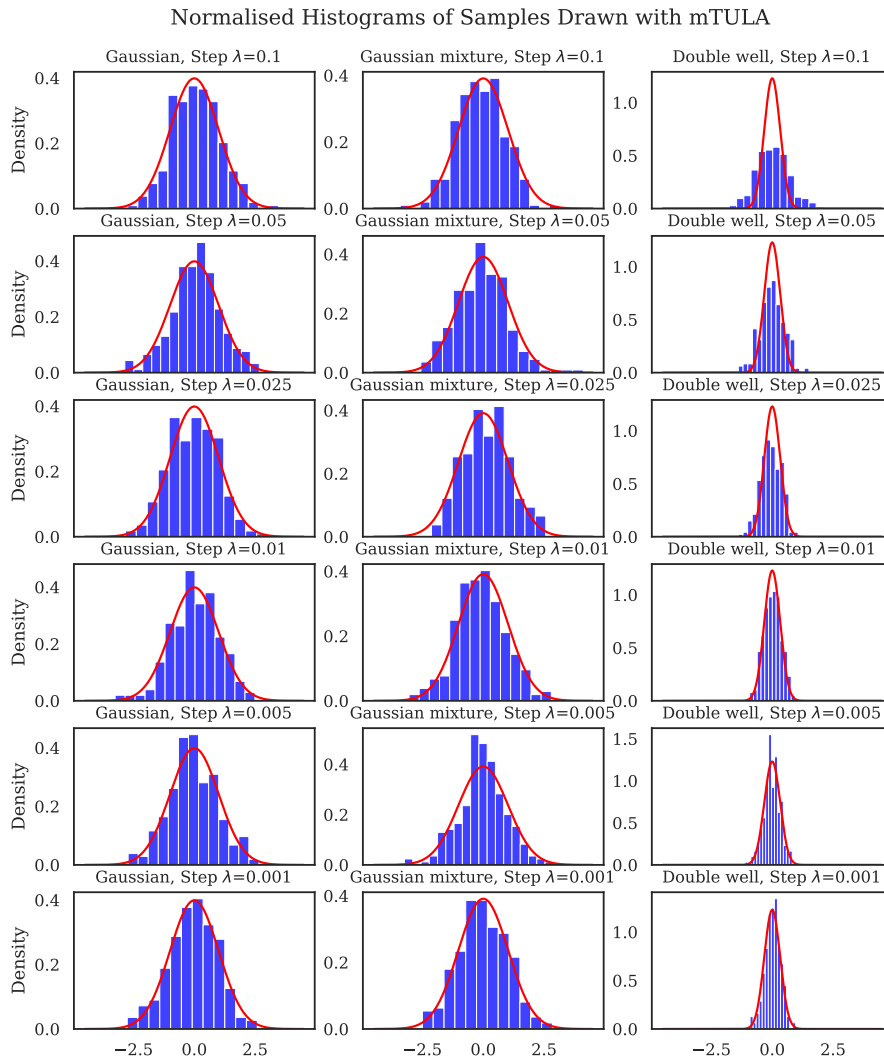 Normalised Histograms of Samples Drawn with mTULA
Gaussian, Step λ=0.1
Gaussian mixture, Step λ=0.1
Double well, Step λ=0.1
Density
0.4
0.2
0.0
0.4
0.2
0.0
1.0
0.5
0.0
Gaussian, Step λ=0.05
Gaussian mixture, Step λ=0.05
Double well, Step λ=0.05
Density
0.4
0.2
0.0
0.4
0.2
0.0
1.0
0.5
0.0
Gaussian, Step λ=0.025
Gaussian mixture, Step λ=0.025
Double well, Step λ=0.025
Density
0.4
0.2
0.0
0.4
0.2
0.0
1.0
0.5
0.0
Gaussian, Step λ=0.01
Gaussian mixture, Step λ=0.01
Double well, Step λ=0.01
Density
0.4
0.2
0.0
0.4
0.2
0.0
1.0
0.5
0.0
Gaussian, Step λ=0.005
Gaussian mixture, Step λ=0.005
Double well, Step λ=0.005
Density
0.4
0.2
0.0
0.4
0.2
0.0
1.5
1.0
0.5
0.0
Gaussian, Step λ=0.001
Gaussian mixture, Step λ=0.001
Double well, Step λ=0.001
Density
0.4
0.2
0.0
0.4
0.2
0.0
1.0
0.5
0.0
−2.5 0.0 2.5
−2.5 0.0 2.5
−2.5 0.0 2.5